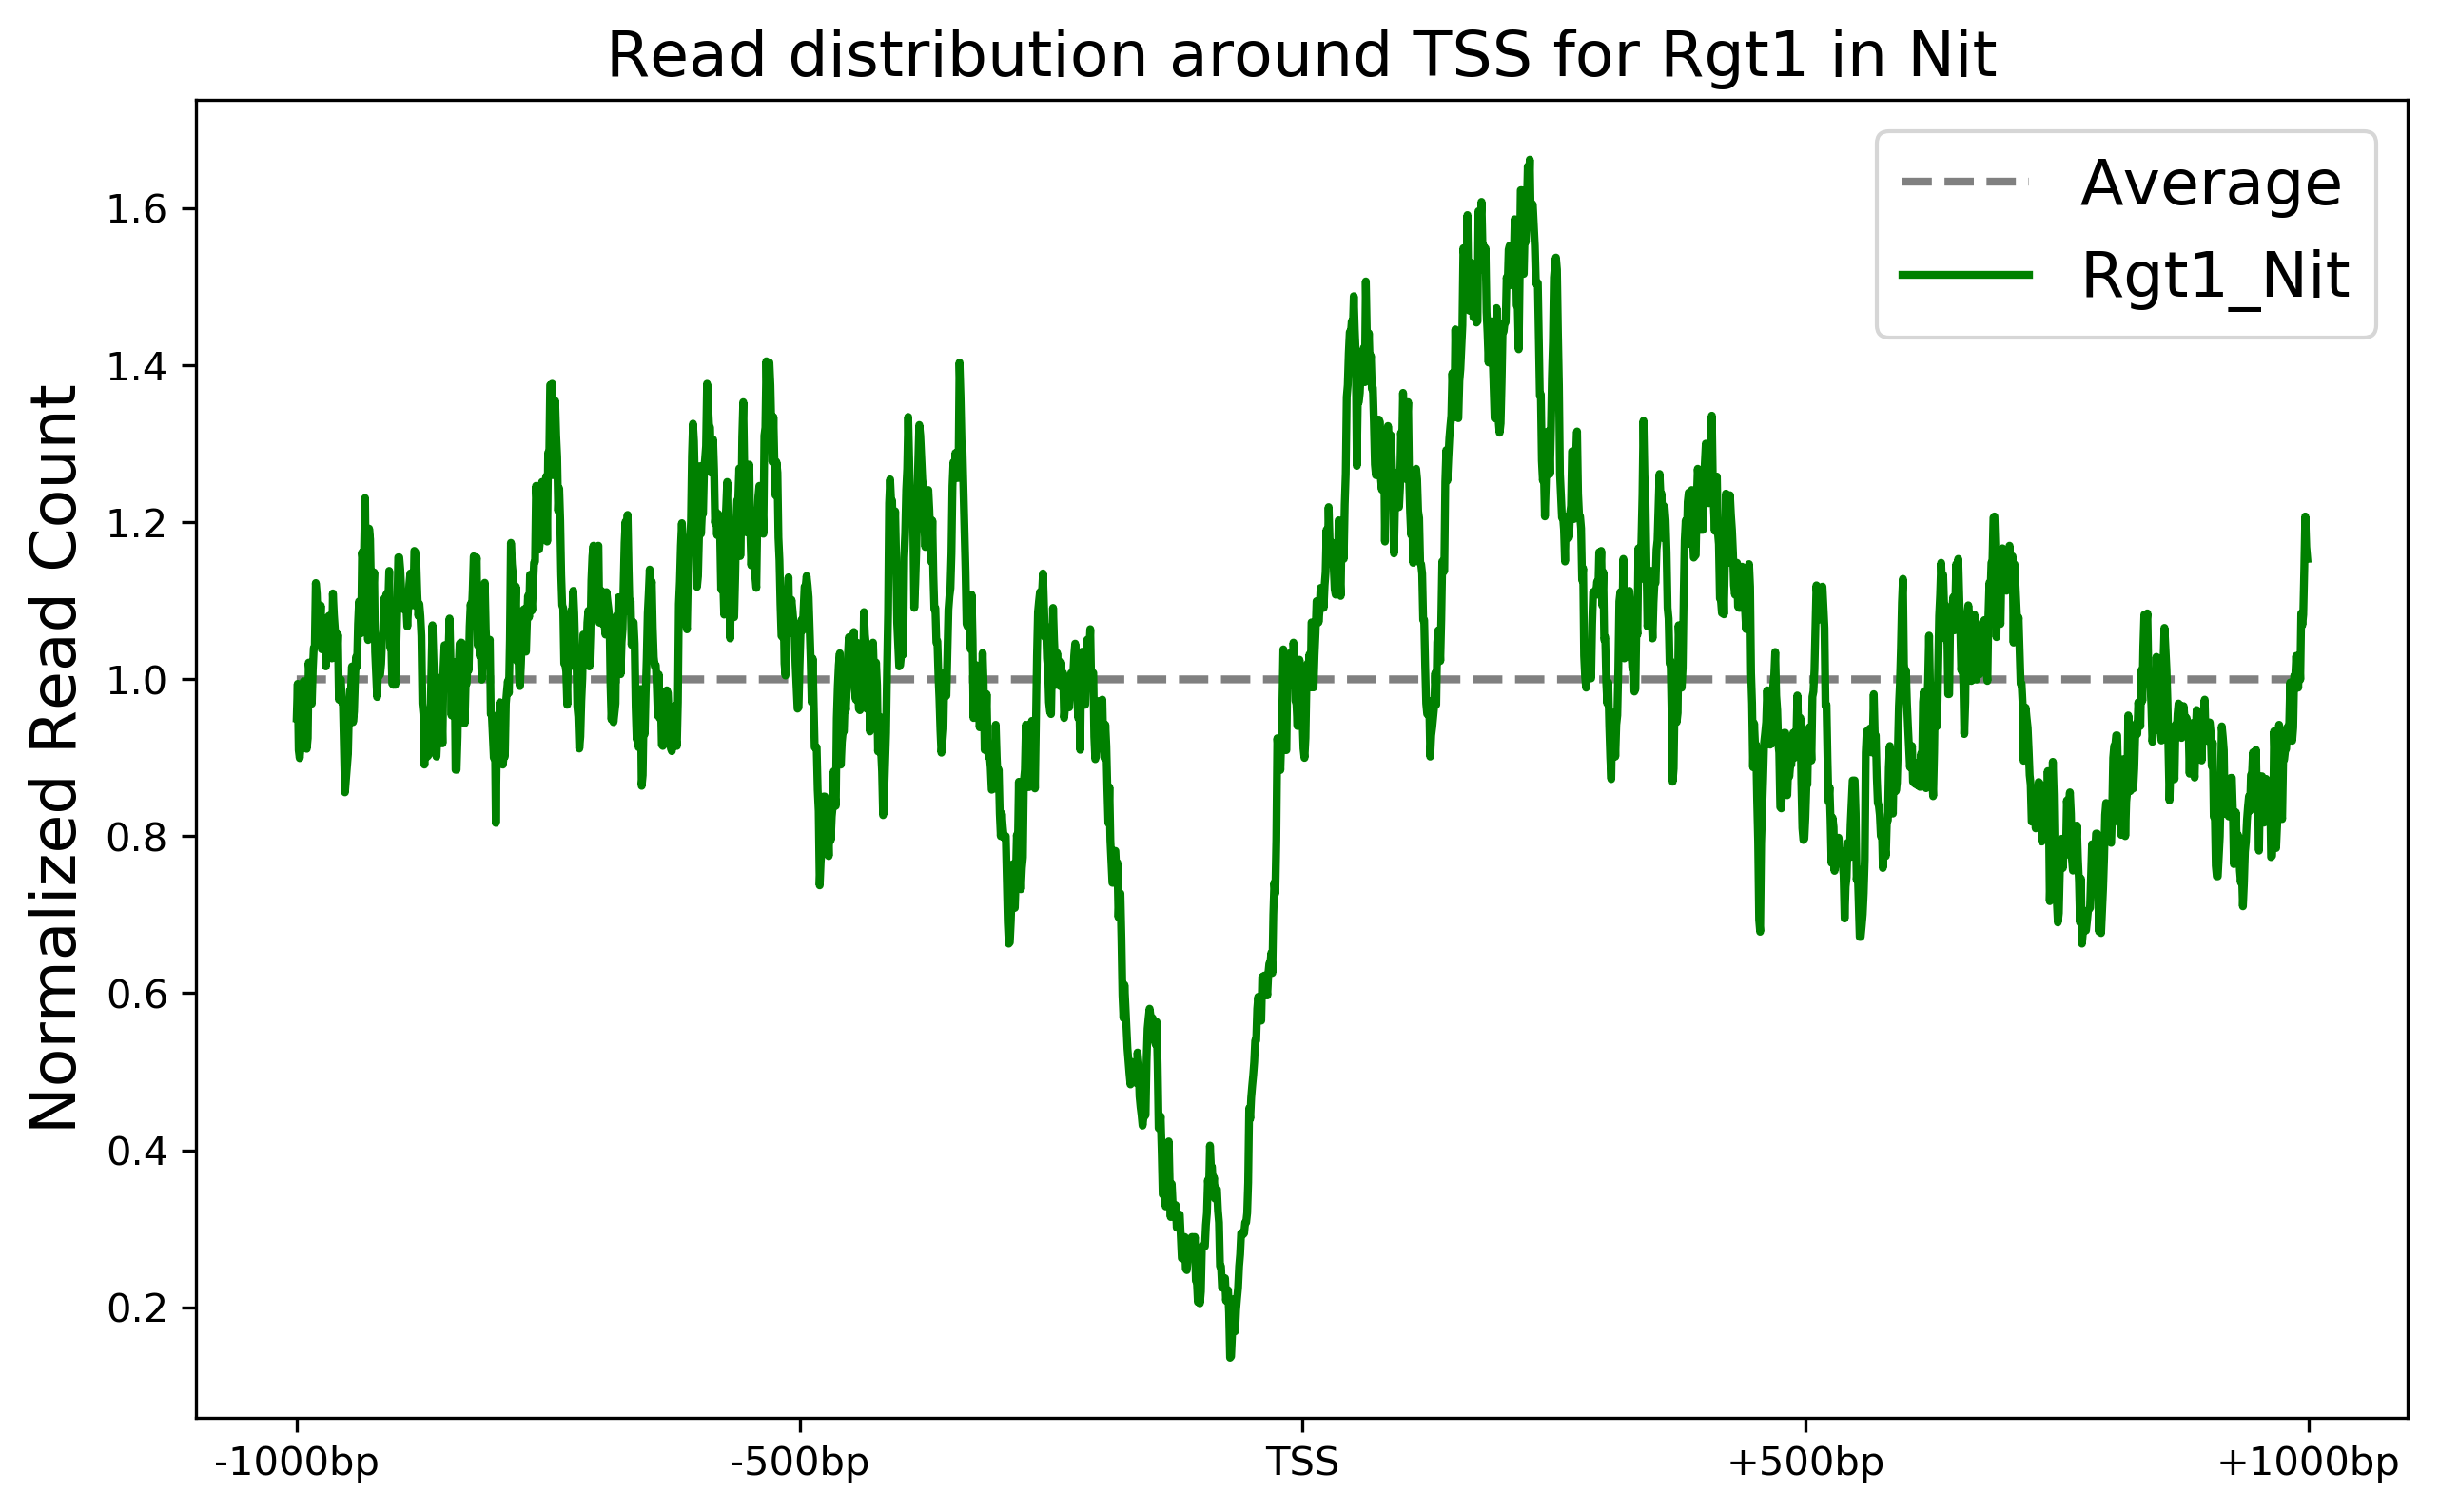 Read distribution around TSS for Rgt1 in Nit
Average
Rgt1_Nit
Normalized Read Count
1.6
1.4
1.2
1.0
0.8
0.6
0.4
0.2
-1000bp
-500bp
TSS
+500bp
+1000bp